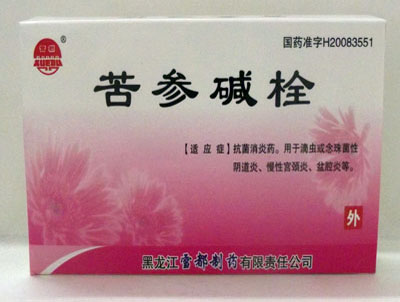 ®
国药准字H20083551
苦参碱栓
【适应症】抗菌消炎药。用于滴虫或念珠菌性
阴道炎、慢性宫颈炎、盆腔炎等。
外
黑龙江雪都制药有限责任公司